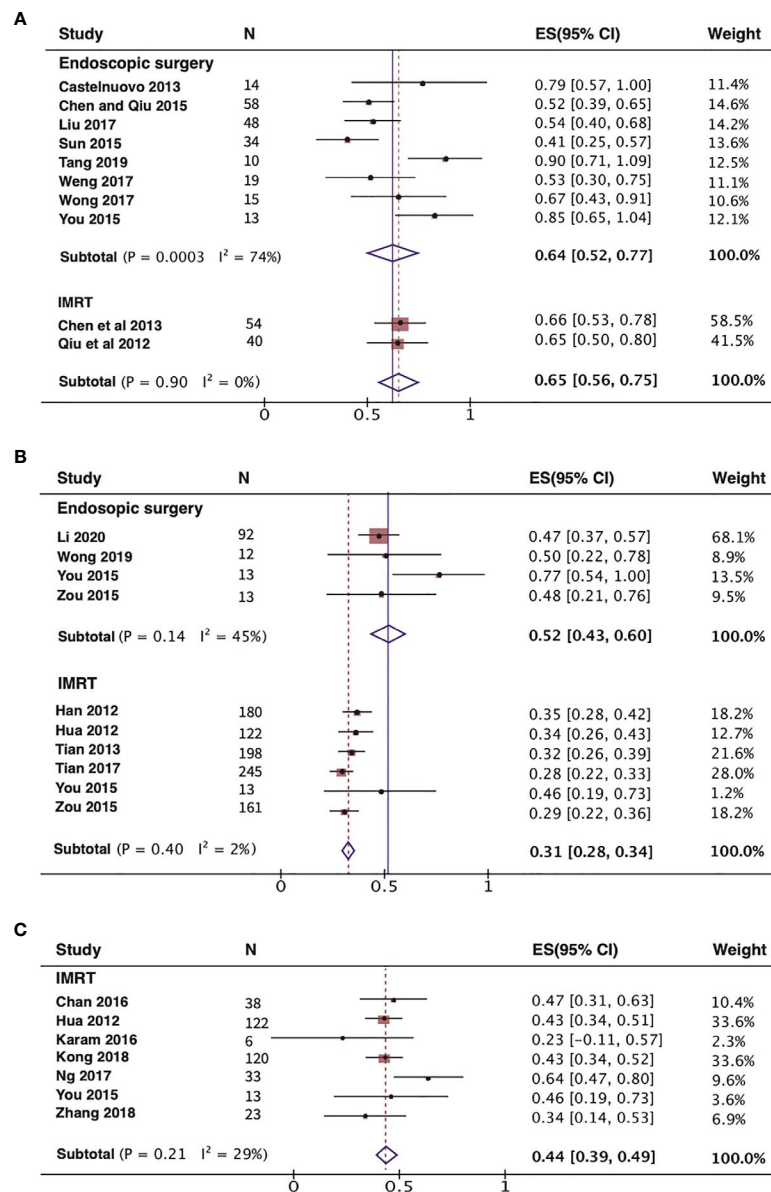 A
Study N ES(95% CI) Weight
Endoscopic surgery
Castelnuovo 2013 14 0.79 [0.57, 1.00] 11.4%
Chen and Qiu 2015 58 0.52 [0.39, 0.65] 14.6%
Liu 2017 48 0.54 [0.40, 0.68] 14.2%
Sun 2015 34 0.41 [0.25, 0.57] 13.6%
Tang 2019 10 0.90 [0.71, 1.09] 12.5%
Weng 2017 19 0.53 [0.30, 0.75] 11.1%
Wong 2017 15 0.67 [0.43, 0.91] 10.6%
You 2015 13 0.85 [0.65, 1.04] 12.1%
Subtotal (P = 0.0003 I² = 74%) 0.64 [0.52, 0.77] 100.0%
IMRT
Chen et al 2013 54 0.66 [0.53, 0.78] 58.5%
Qiu et al 2012 40 0.65 [0.50, 0.80] 41.5%
Subtotal (P = 0.90 I² = 0%) 0.65 [0.56, 0.75] 100.0%
0 0.5 1
B
Study N ES(95% CI) Weight
Endosopic surgery
Li 2020 92 0.47 [0.37, 0.57] 68.1%
Wong 2019 12 0.50 [0.22, 0.78] 8.9%
You 2015 13 0.77 [0.54, 1.00] 13.5%
Zou 2015 13 0.48 [0.21, 0.76] 9.5%
Subtotal (P = 0.14 I² = 45%) 0.52 [0.43, 0.60] 100.0%
IMRT
Han 2012 180 0.35 [0.28, 0.42] 18.2%
Hua 2012 122 0.34 [0.26, 0.43] 12.7%
Tian 2013 198 0.32 [0.26, 0.39] 21.6%
Tian 2017 245 0.28 [0.22, 0.33] 28.0%
You 2015 13 0.46 [0.19, 0.73] 1.2%
Zou 2015 161 0.29 [0.22, 0.36] 18.2%
Subtotal (P = 0.40 I² = 2%) 0.31 [0.28, 0.34] 100.0%
0 0.5 1
C
Study N ES(95% CI) Weight
IMRT
Chan 2016 38 0.47 [0.31, 0.63] 10.4%
Hua 2012 122 0.43 [0.34, 0.51] 33.6%
Karam 2016 6 0.23 [−0.11, 0.57] 2.3%
Kong 2018 120 0.43 [0.34, 0.52] 33.6%
Ng 2017 33 0.64 [0.47, 0.80] 9.6%
You 2015 13 0.46 [0.19, 0.73] 3.6%
Zhang 2018 23 0.34 [0.14, 0.53] 6.9%
Subtotal (P = 0.21 I² = 29%) 0.44 [0.39, 0.49] 100.0%
0 0.5 1